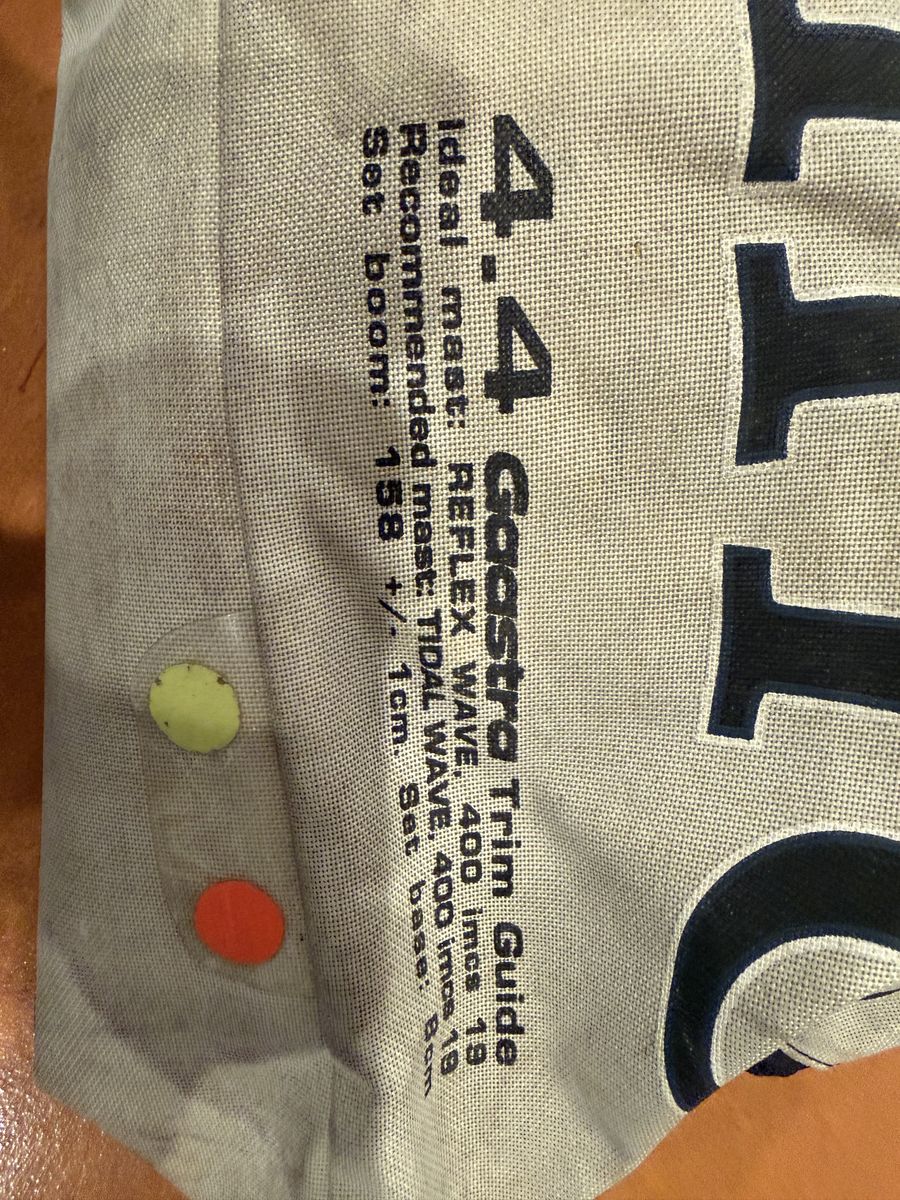 4.4 Gaastra Trim Guide
Ideal mast: REFLEX WAVE, 400 imcs 19
Recommended mast: TIDAL WAVE, 400 imcs 19
Set boom: 158 +/- 1cm. Set base: 8cm